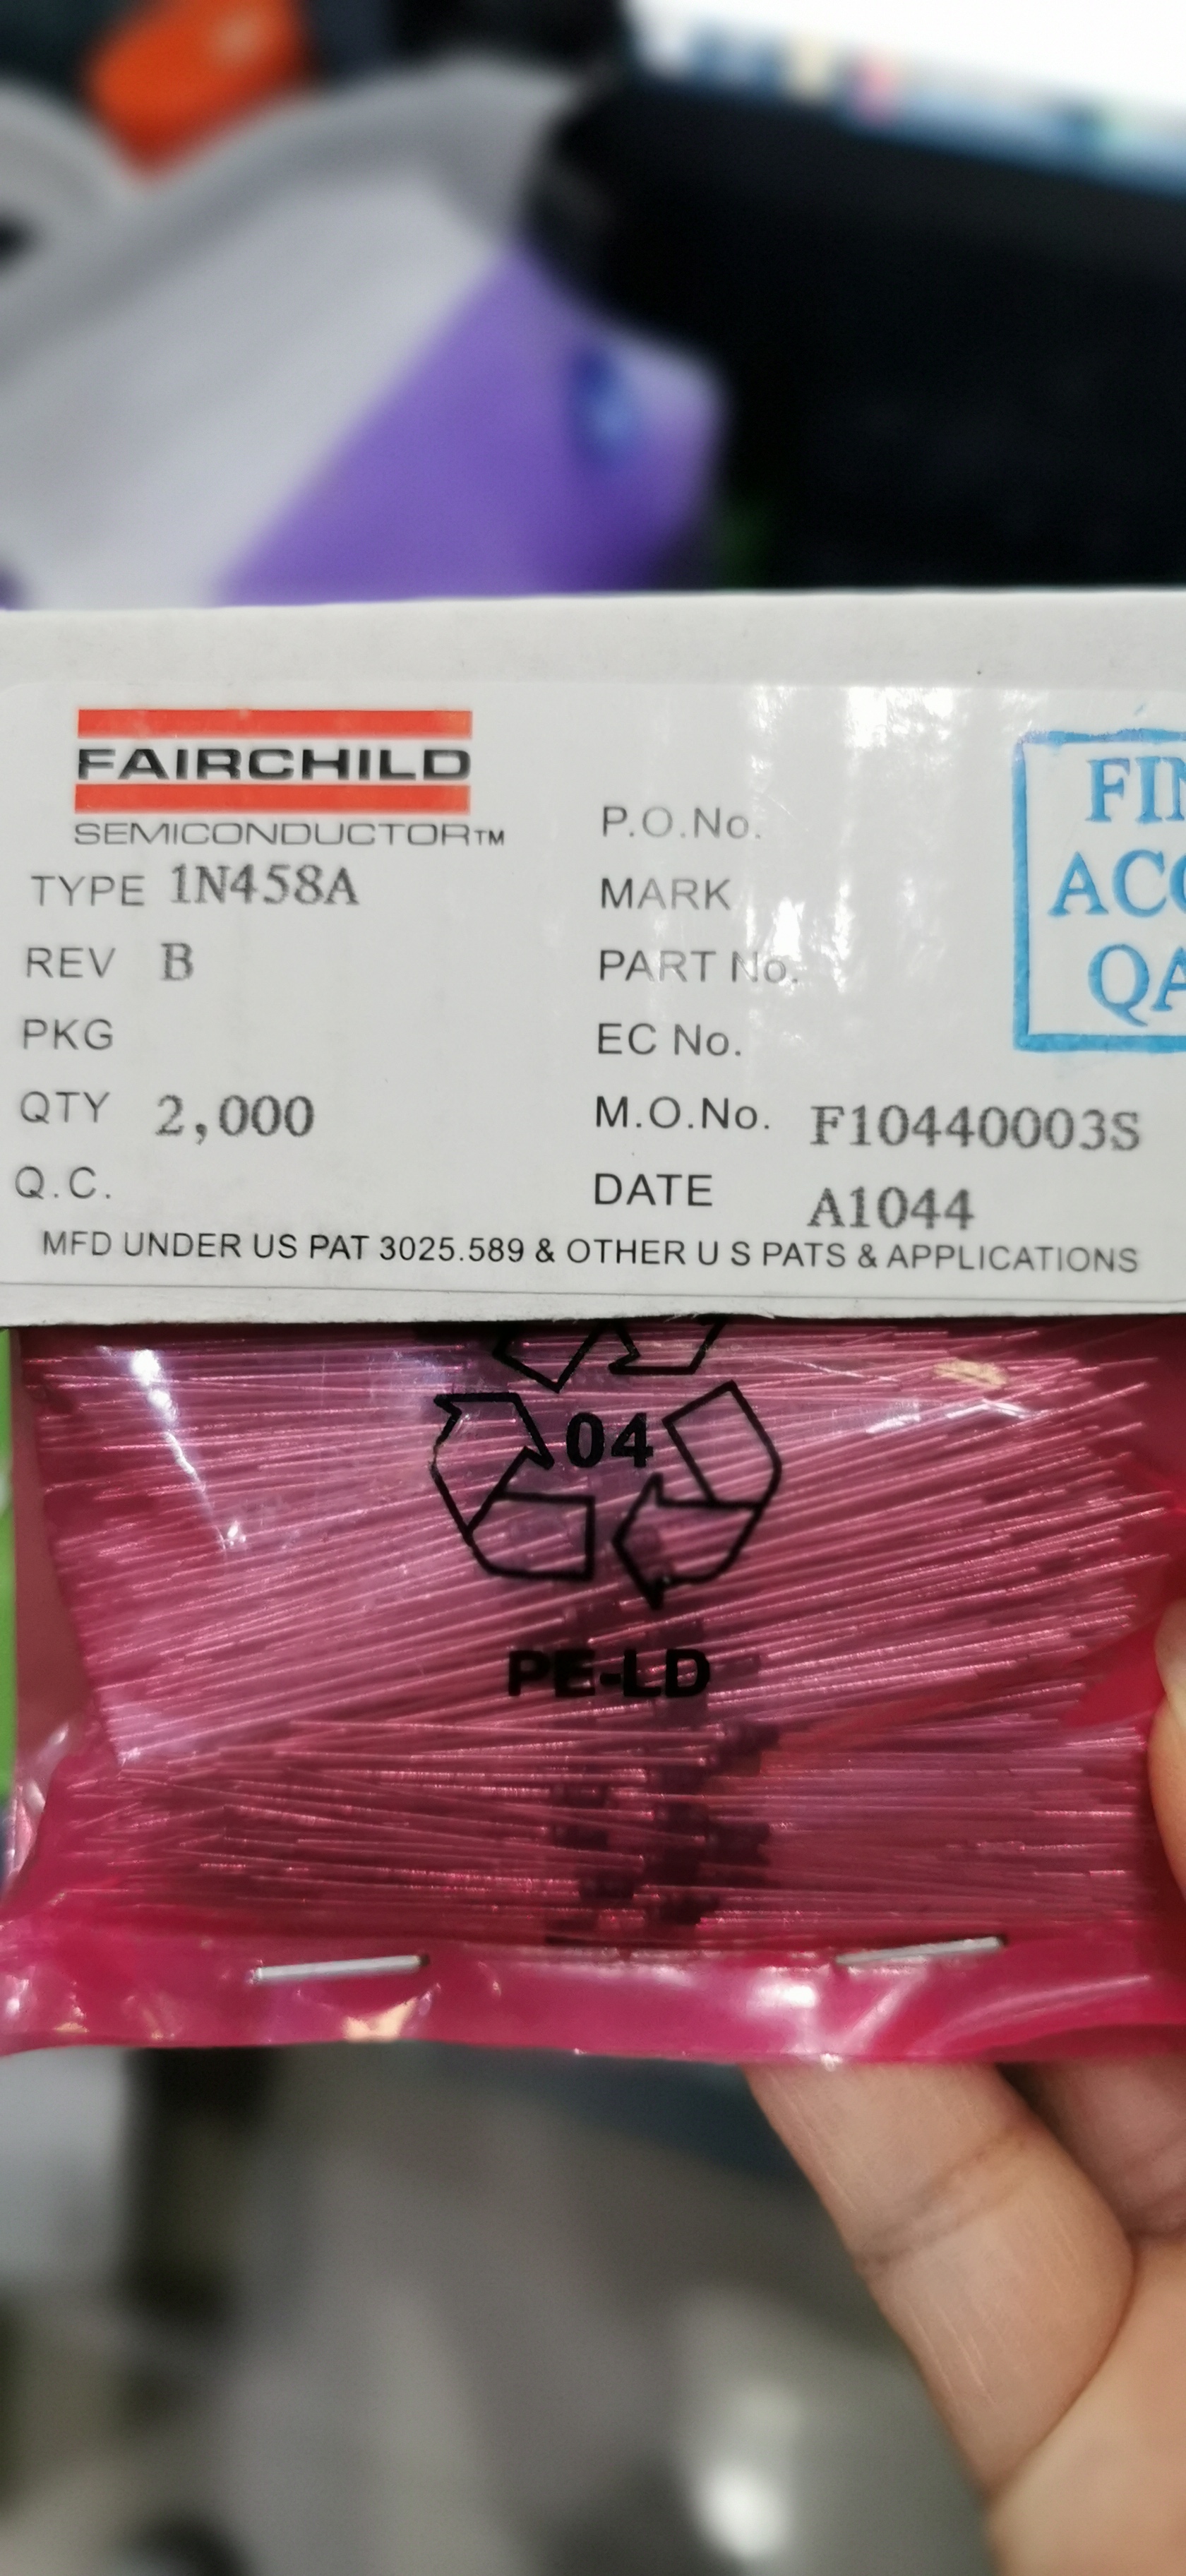 FAIRCHILD
SEMICONDUCTOR™
TYPE 1N458A
REV B
PKG
QTY 2,000
Q.C.
P.O.No.
MARK
PART No.
EC No.
M.O.No. F10440003S
DATE A1044
MFD UNDER US PAT 3025.589 & OTHER U S PATS & APPLICATIONS
04
PE-LD